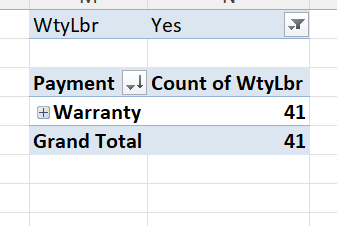 WtyLbr Yes
Payment Count of WtyLbr
Warranty 41
Grand Total 41